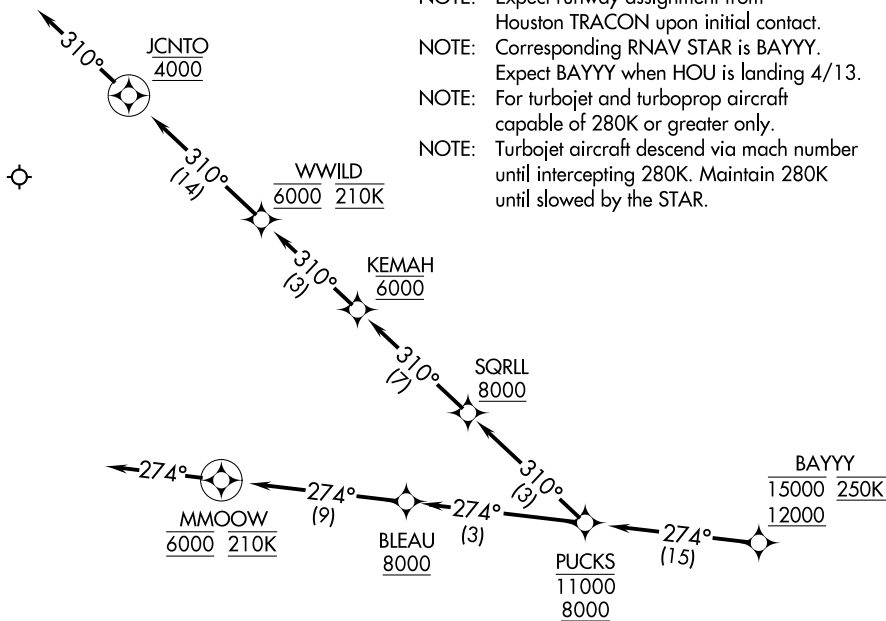 NOTE: Expect runway assignment from
Houston TRACON upon initial contact.
NOTE: Corresponding RNAV STAR is BAYYY.
Expect BAYYY when HOU is landing 4/13.
NOTE: For turbojet and turboprop aircraft
capable of 280K or greater only.
NOTE: Turbojet aircraft descend via mach number
until intercepting 280K. Maintain 280K
until slowed by the STAR.
310°
JCNTO
4000
310°
(14)
WWILD
6000 210K
310°
(3)
KEMAH
6000
310°
(7)
SQRLL
8000
310°
(3)
BAYYY
15000 250K
12000
274°
(15)
PUCKS
11000
8000
274°
(3)
BLEAU
8000
274°
(9)
MMOOW
6000 210K
274°